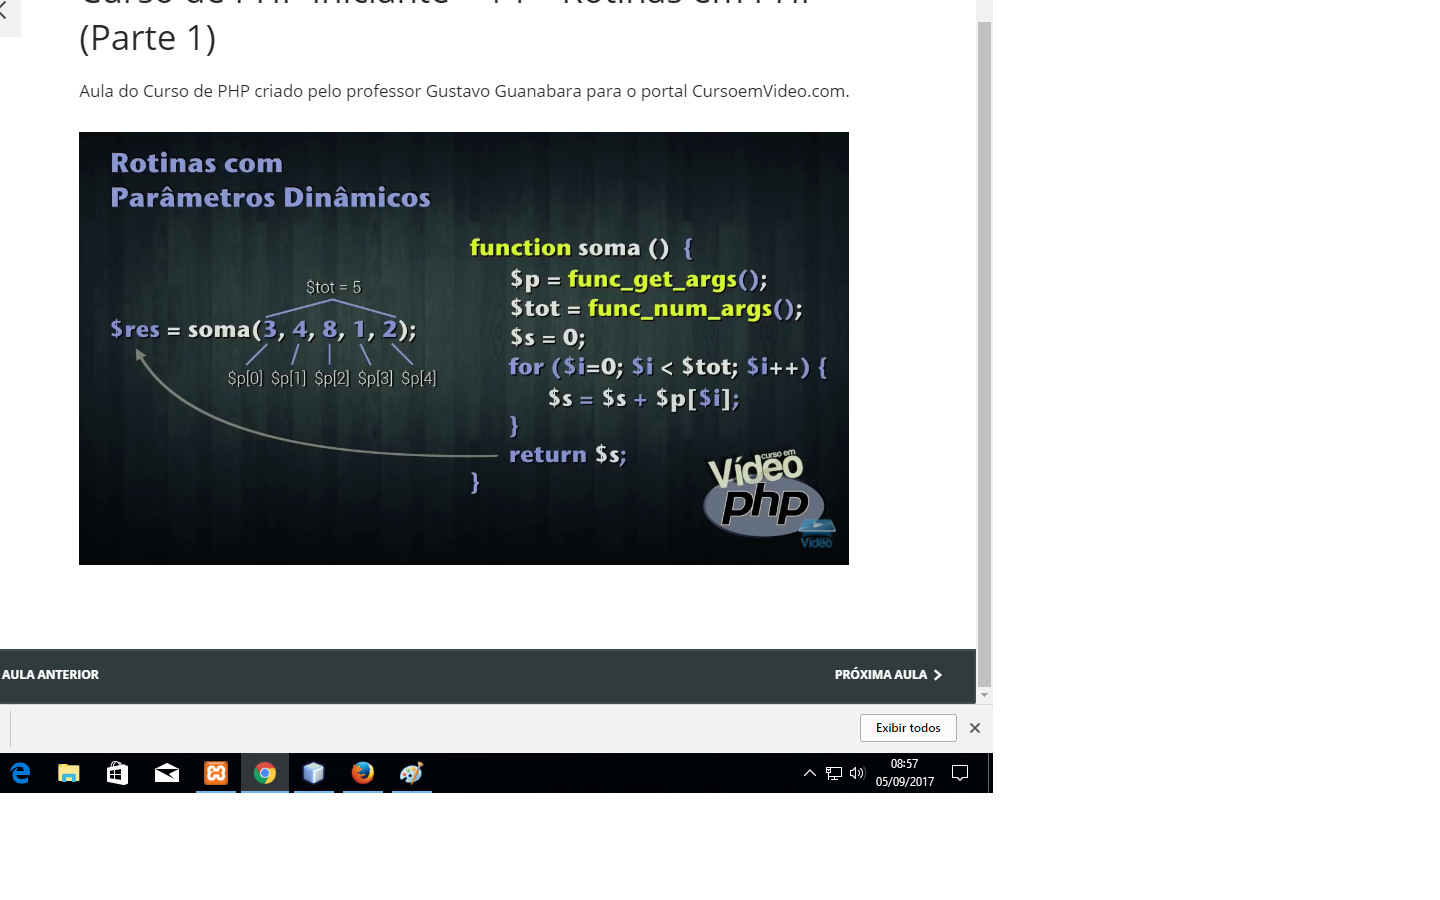 (Parte 1)
Aula do Curso de PHP criado pelo professor Gustavo Guanabara para o portal CursoemVideo.com.
Rotinas com
Parâmetros Dinâmicos
function soma () {
$p = func_get_args();
$tot = func_num_args();
$s = 0;
for ($i=0; $i < $tot; $i++) {
$s = $s + $p[$i];
}
return $s;
}
$tot = 5
$res = soma(3, 4, 8, 1, 2);
$p[0] $p[1] $p[2] $p[3] $p[4]
curso em
Vídeo
php
Vídeo
AULA ANTERIOR
PRÓXIMA AULA
Exibir todos
08:57
05/09/2017